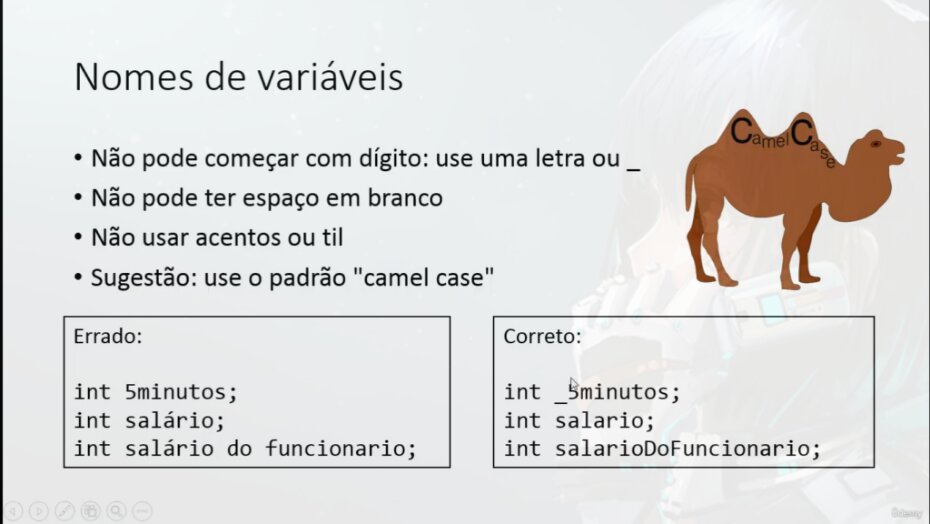 Nomes de variáveis
CamelCase
• Não pode começar com dígito: use uma letra ou _
• Não pode ter espaço em branco
• Não usar acentos ou til
• Sugestão: use o padrão "camel case"
Errado:
int 5minutos;
int salário;
int salário do funcionario;
Correto:
int _5minutos;
int salario;
int salarioDoFuncionario;
ûdemy